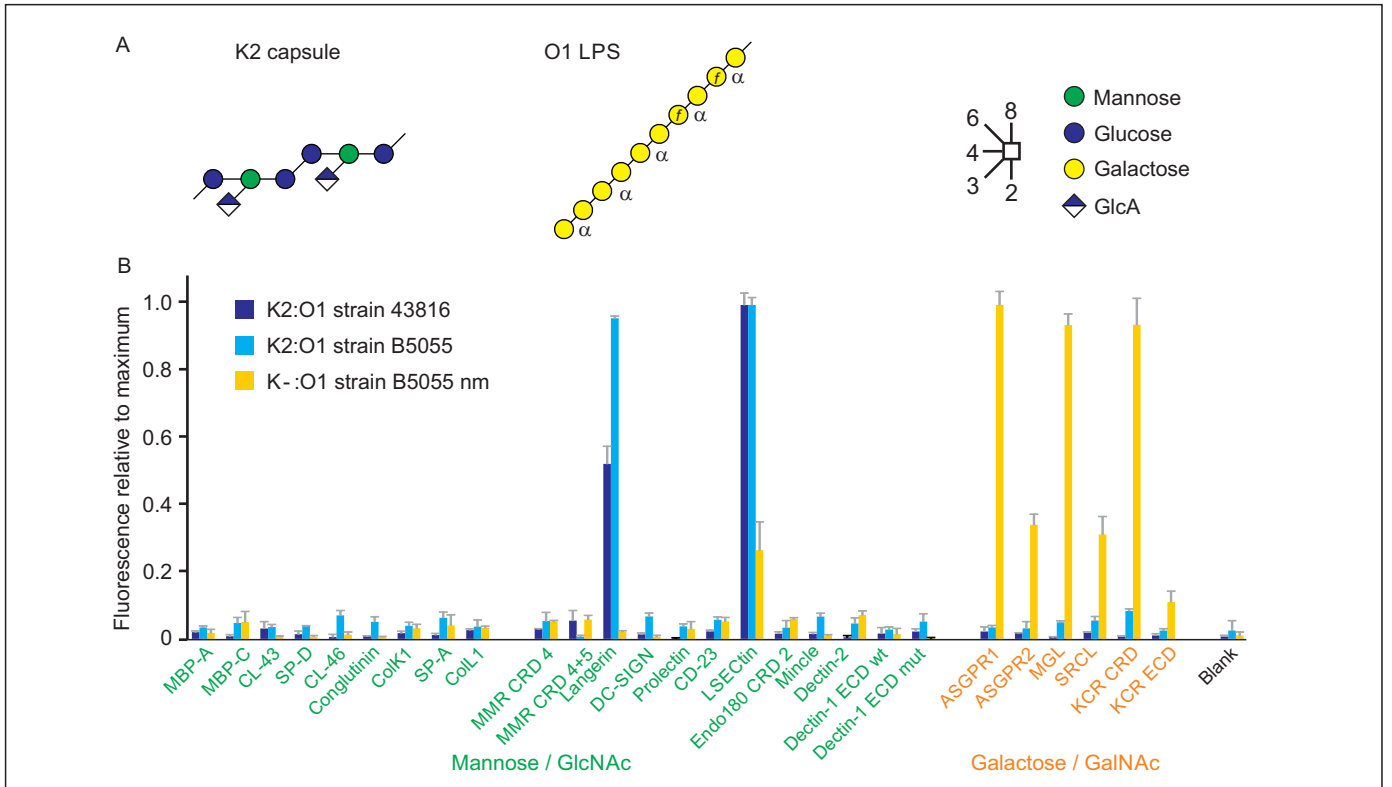 A
K2 capsule
O1 LPS
f
α
f
α
α
α
α
6
8
4
3
2
Mannose
Glucose
Galactose
GlcA
B
Fluorescence relative to maximum
1.0
0.8
0.6
0.4
0.2
0
K2:O1 strain 43816
K2:O1 strain B5055
K-:O1 strain B5055 nm
MBP-A
MBP-C
CL-43
SP-D
CL-46
Conglutinin
ColK1
SP-A
ColL1
MMR CRD 4
MMR CRD 4+5
Langerin
DC-SIGN
Prolectin
CD-23
LSECtin
Endo180 CRD 2
Mincle
Dectin-2
Dectin-1 ECD wt
Dectin-1 ECD mut
ASGPR1
ASGPR2
MGL
SRCL
KCR CRD
KCR ECD
Blank
Mannose / GlcNAc
Galactose / GalNAc